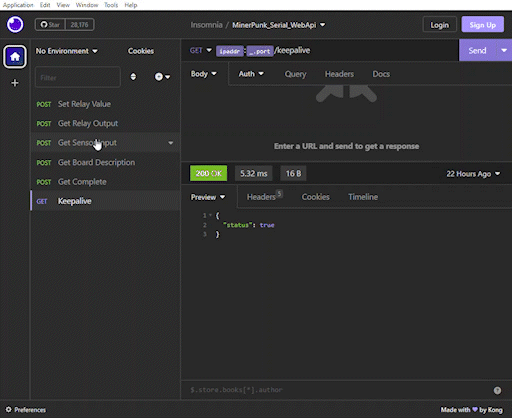 Application File Edit View Window Tools Help
Star 28,176
Insomnia / MinerPunk_Serial_WebApi
Login
Sign Up
No Environment
Cookies
GET ipaddr : _.port /keepalive
Send
Filter
Body Auth Query Headers Docs
POST Set Relay Value
POST Get Relay Output
POST Get Sensor Input
POST Get Board Description
POST Get Complete
GET Keepalive
Enter a URL and send to get a response
200 OK 5.32 ms 16 B 22 Hours Ago
Preview Headers 5 Cookies Timeline
1 {
2 "status": true
3 }
$.store.books[*].author
Preferences
Made with by Kong